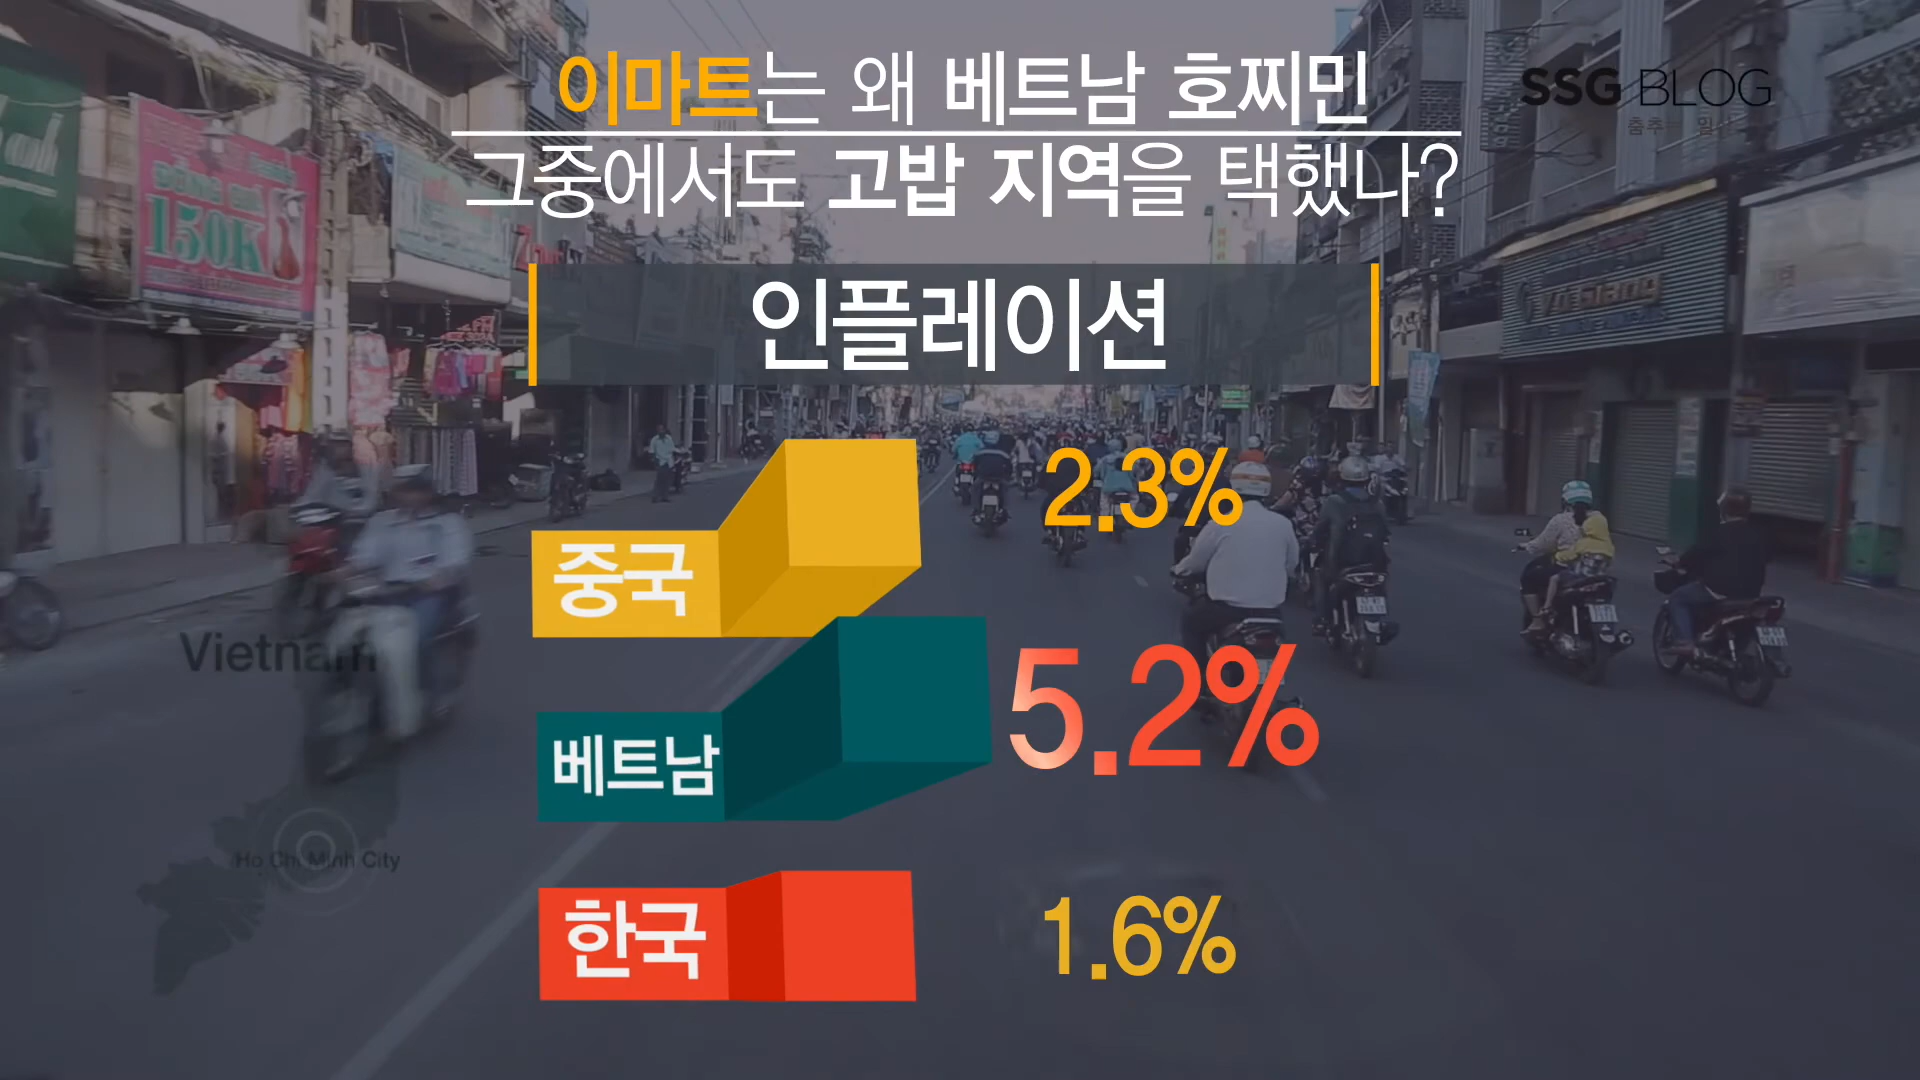 이마트는 왜 베트남 호찌민
SSG BLOG
그중에서도 고밥 지역을 택했나?
150K
인플레이션
중국 2.3%
Vietnam
베트남 5.2%
Ho Chi Minh City
한국 1.6%